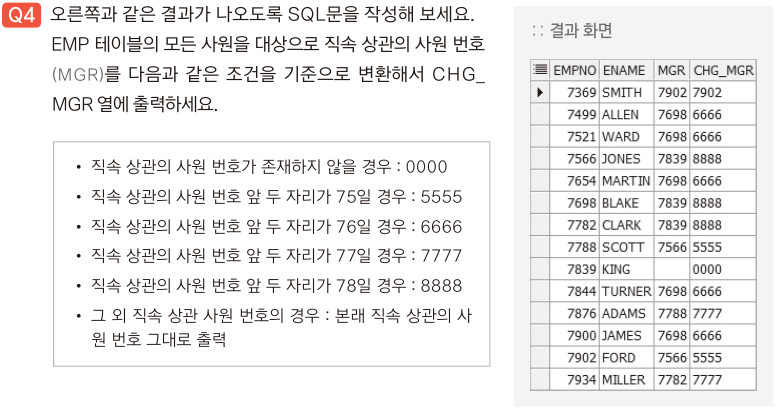 Q4 오른쪽과 같은 결과가 나오도록 SQL문을 작성해 보세요.
EMP 테이블의 모든 사원을 대상으로 직속 상관의 사원 번호
(MGR)를 다음과 같은 조건을 기준으로 변환해서 CHG_
MGR 열에 출력하세요.
• 직속 상관의 사원 번호가 존재하지 않을 경우 : 0000
• 직속 상관의 사원 번호 앞 두 자리가 75일 경우 : 5555
• 직속 상관의 사원 번호 앞 두 자리가 76일 경우 : 6666
• 직속 상관의 사원 번호 앞 두 자리가 77일 경우 : 7777
• 직속 상관의 사원 번호 앞 두 자리가 78일 경우 : 8888
• 그 외 직속 상관 사원 번호의 경우 : 본래 직속 상관의 사
원 번호 그대로 출력
:: 결과 화면
EMPNO ENAME MGR CHG_MGR
7369 SMITH 7902 7902
7499 ALLEN 7698 6666
7521 WARD 7698 6666
7566 JONES 7839 8888
7654 MARTIN 7698 6666
7698 BLAKE 7839 8888
7782 CLARK 7839 8888
7788 SCOTT 7566 5555
7839 KING 0000
7844 TURNER 7698 6666
7876 ADAMS 7788 7777
7900 JAMES 7698 6666
7902 FORD 7566 5555
7934 MILLER 7782 7777